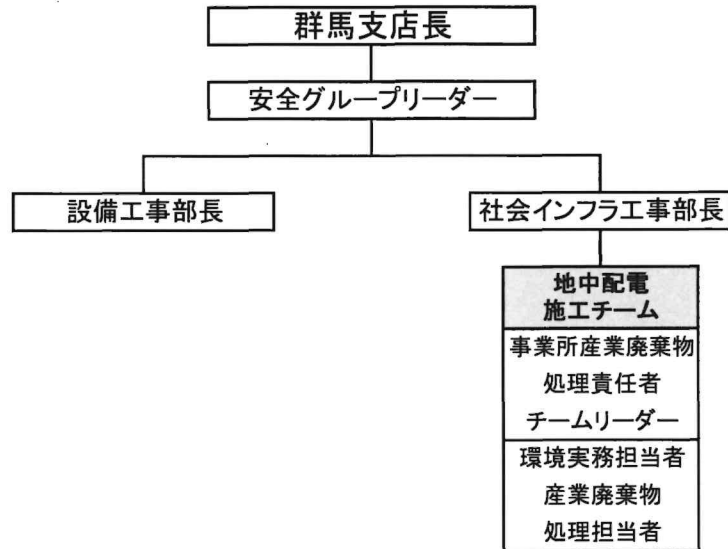 群馬支店長
安全グループリーダー
設備工事部長
社会インフラ工事部長
地中配電
施工チーム
事業所産業廃棄物
処理責任者
チームリーダー
環境実務担当者
産業廃棄物
処理担当者